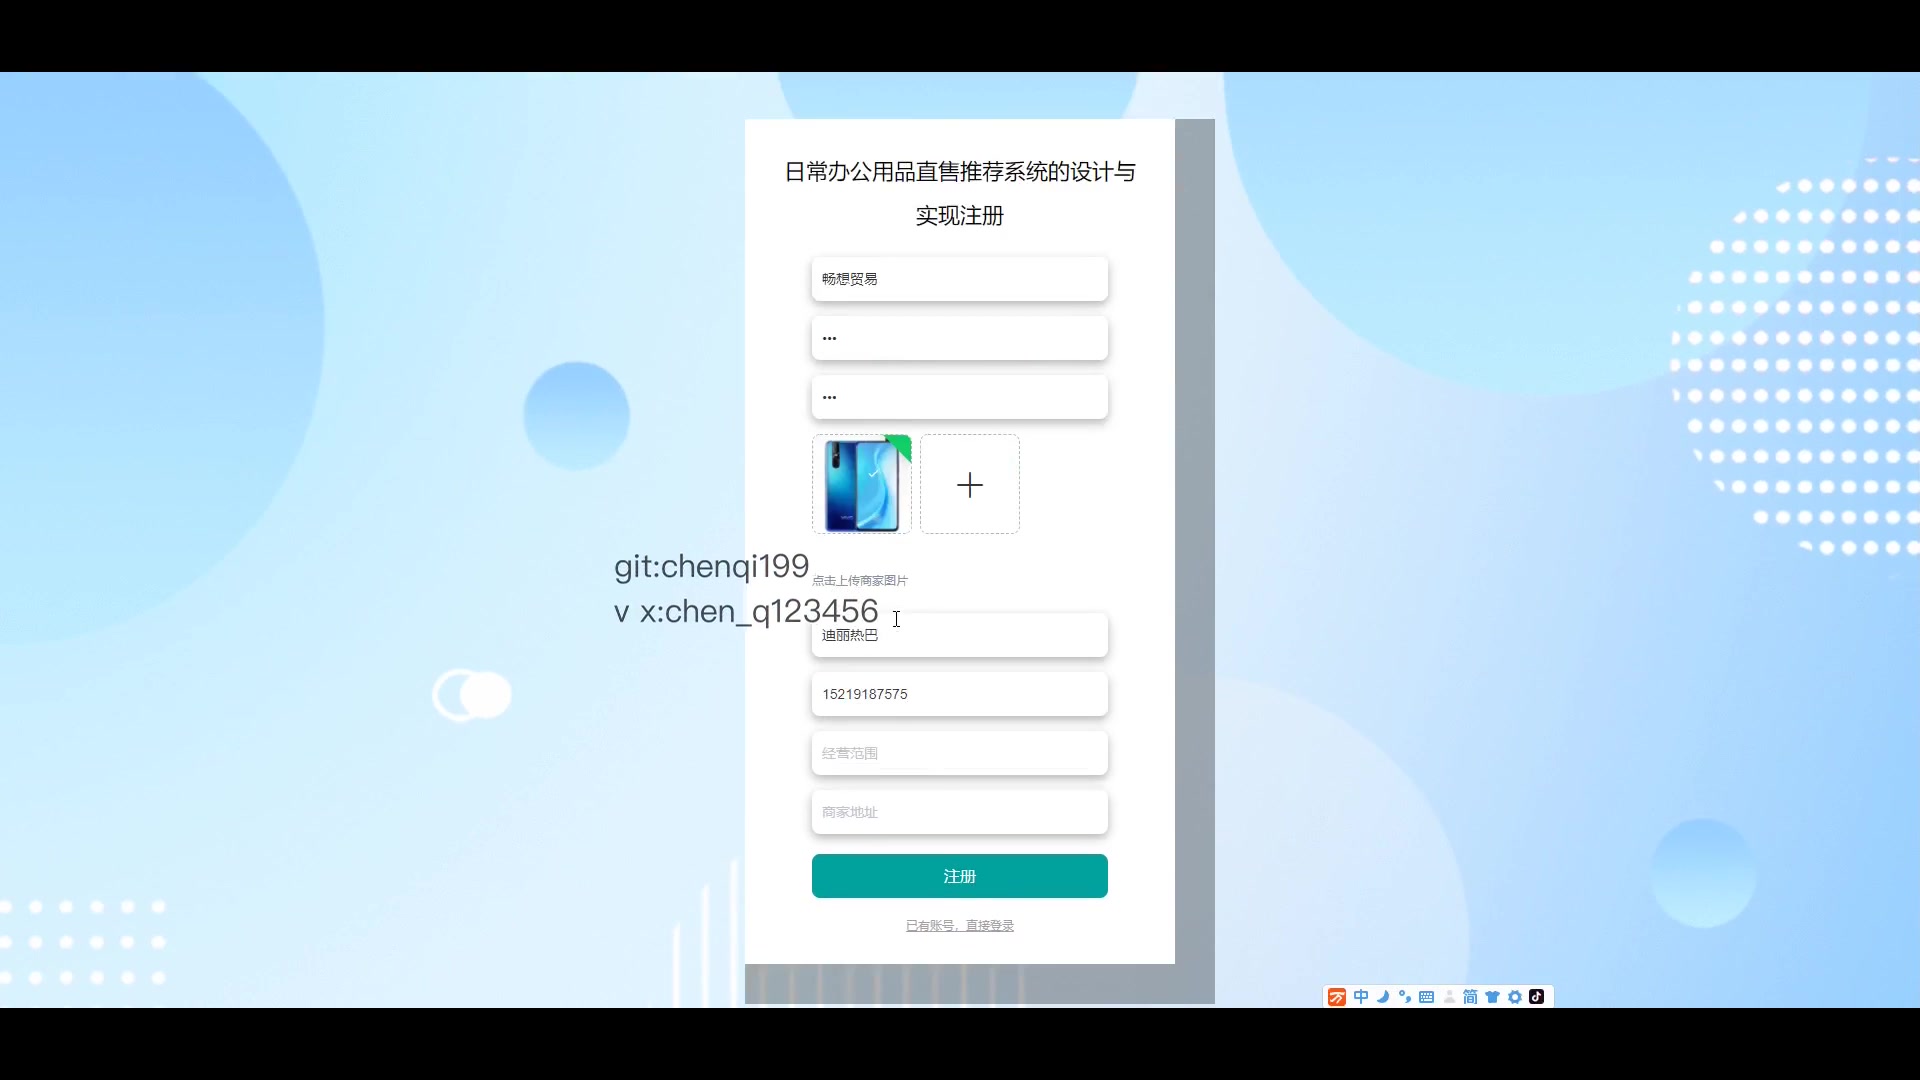 日常办公用品直售推荐系统的设计与
实现注册
畅想贸易
•••
•••
git:chenqi199
点击上传商家图片
v x:chen_q123456
迪丽热巴
15219187575
经营范围
商家地址
注册
已有账号，直接登录
中
简